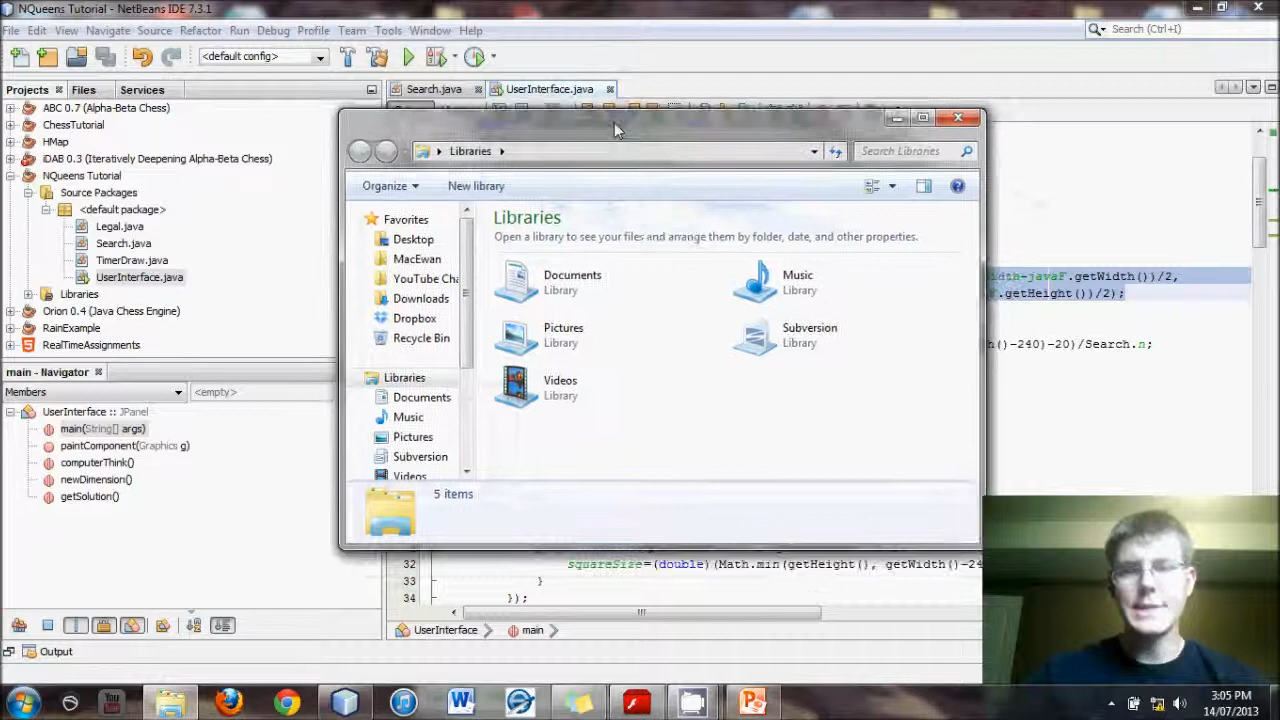 NQueens Tutorial - NetBeans IDE 7.3.1
File Edit View Navigate Source Refactor Run Debug Profile Team Tools Window Help
Search (Ctrl+I)
<default config>
Projects Files Services
Search.java UserInterface.java
ABC 0.7 (Alpha-Beta Chess)
ChessTutorial
HMap
iDAB 0.3 (Iteratively Deepening Alpha-Beta Chess)
NQueens Tutorial
Source Packages
<default package>
Legal.java
Search.java
TimerDraw.java
UserInterface.java
Libraries
Orion 0.4 (Java Chess Engine)
RainExample
RealTimeAssignments
main - Navigator
Members
<empty>
UserInterface :: JPanel
main(String[] args)
paintComponent(Graphics g)
computerThink()
newDimension()
getSolution()
Output
Libraries
Search Libraries
Organize New library
Favorites
Desktop
MacEwan
YouTube Cha
Downloads
Dropbox
Recycle Bin
Libraries
Documents
Music
Pictures
Subversion
Videos
Libraries
Open a library to see your files and arrange them by folder, date, and other properties.
Documents
Library
Music
Library
Pictures
Library
Subversion
Library
Videos
Library
5 items
-javaF.getWidth())/2,
.getHeight())/2);
()-240)-20)/Search.n;
32 squareSize=(double)(Math.min(getHeight(), getWidth()-24
33 }
34 });
UserInterface main
You
Tube
3:05 PM
14/07/2013